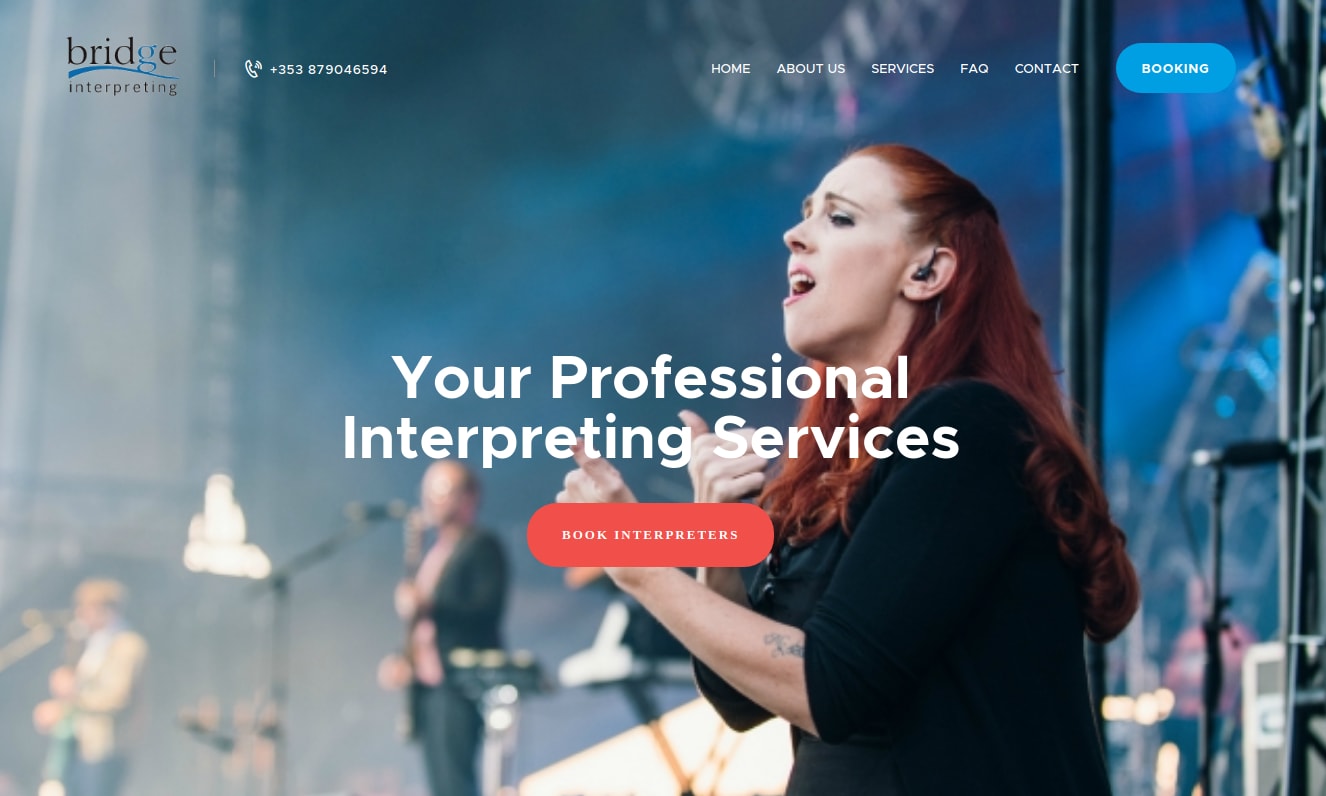 bridge
interpreting
+353 879046594
HOME
ABOUT US
SERVICES
FAQ
CONTACT
BOOKING
Your Professional
Interpreting Services
BOOK INTERPRETERS